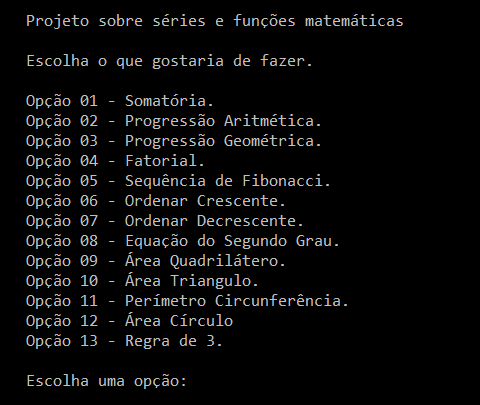 Projeto sobre séries e funções matemáticas
Escolha o que gostaria de fazer.
Opção 01 - Somatória.
Opção 02 - Progressão Aritmética.
Opção 03 - Progressão Geométrica.
Opção 04 - Fatorial.
Opção 05 - Sequência de Fibonacci.
Opção 06 - Ordenar Crescente.
Opção 07 - Ordenar Decrescente.
Opção 08 - Equação do Segundo Grau.
Opção 09 - Área Quadrilátero.
Opção 10 - Área Triangulo.
Opção 11 - Perímetro Circunferência.
Opção 12 - Área Círculo
Opção 13 - Regra de 3.
Escolha uma opção: